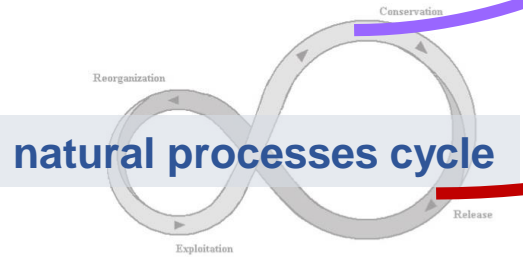 Conservation
Reorganization
natural processes cycle
Release
Exploitation